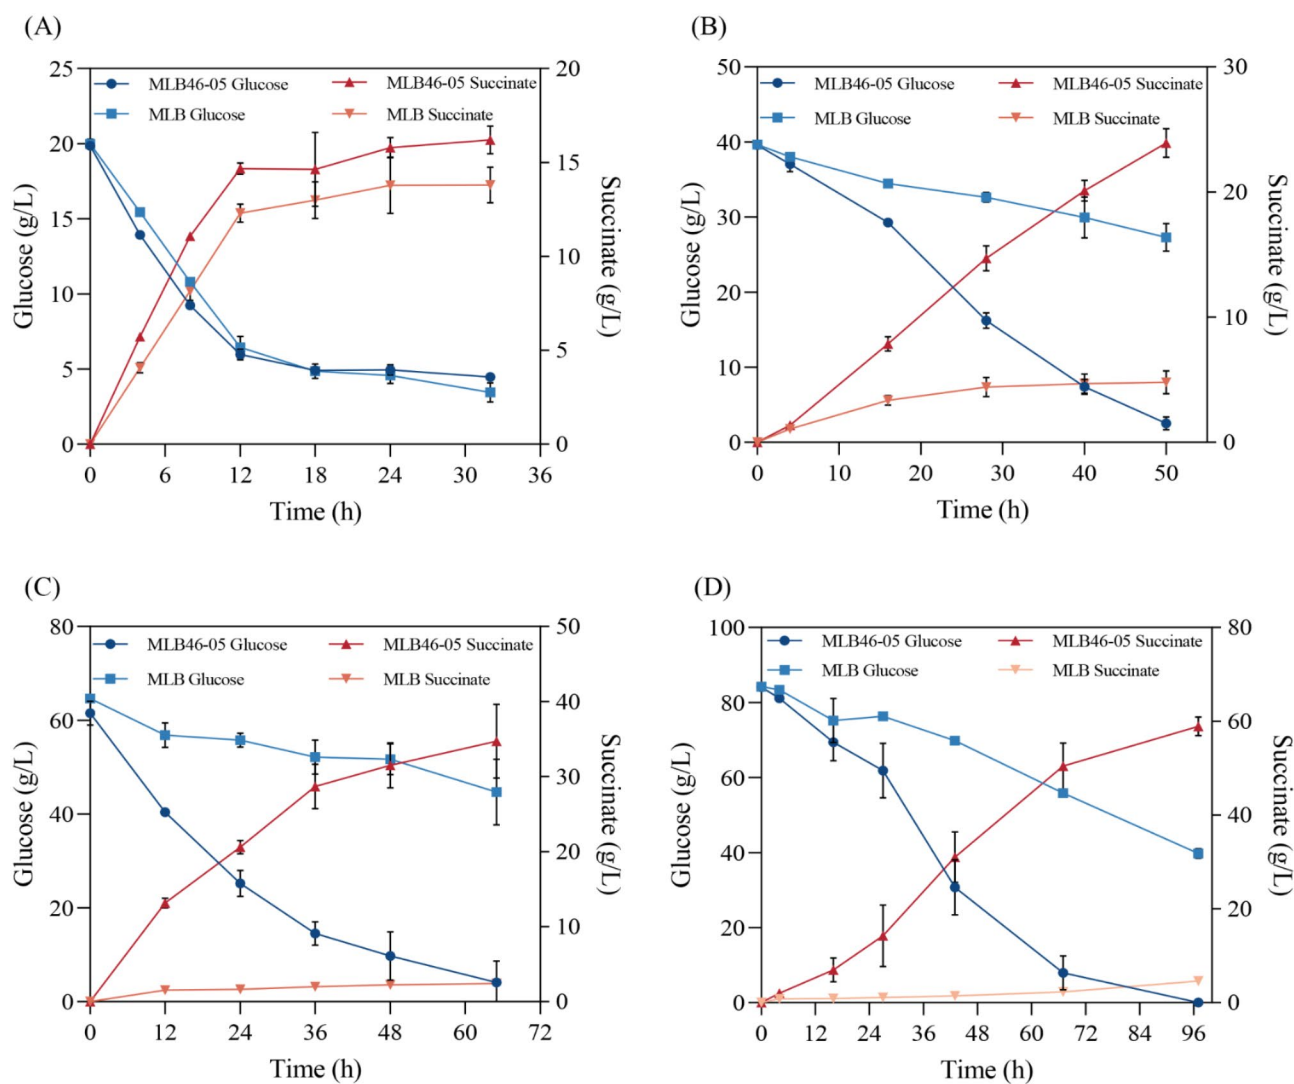 (A)
MLB46-05 Glucose
MLB46-05 Succinate
MLB Glucose
MLB Succinate
25
20
15
10
5
0
20
15
10
5
0
Glucose (g/L)
Succinate (g/L)
0 6 12 18 24 30 36
Time (h)
(B)
MLB46-05 Glucose
MLB46-05 Succinate
MLB Glucose
MLB Succinate
50
40
30
20
10
0
30
20
10
0
Glucose (g/L)
Succinate (g/L)
0 10 20 30 40 50
Time (h)
(C)
MLB46-05 Glucose
MLB46-05 Succinate
MLB Glucose
MLB Succinate
80
60
40
20
0
50
40
30
20
10
0
Glucose (g/L)
Succinate (g/L)
0 12 24 36 48 60 72
Time (h)
(D)
MLB46-05 Glucose
MLB46-05 Succinate
MLB Glucose
MLB Succinate
100
80
60
40
20
0
80
60
40
20
0
Glucose (g/L)
Succinate (g/L)
0 12 24 36 48 60 72 84 96
Time (h)